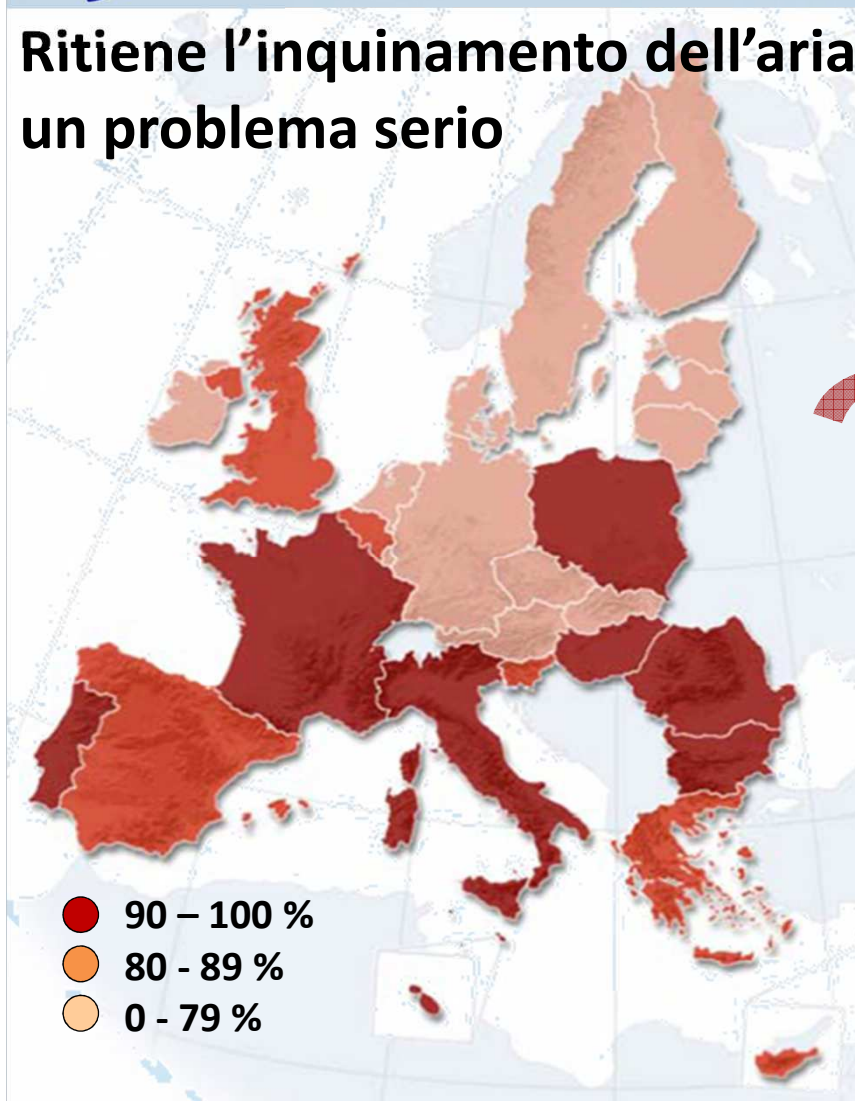 Ritiene l’inquinamento dell’aria
un problema serio
90 – 100 %
80 - 89 %
0 - 79 %